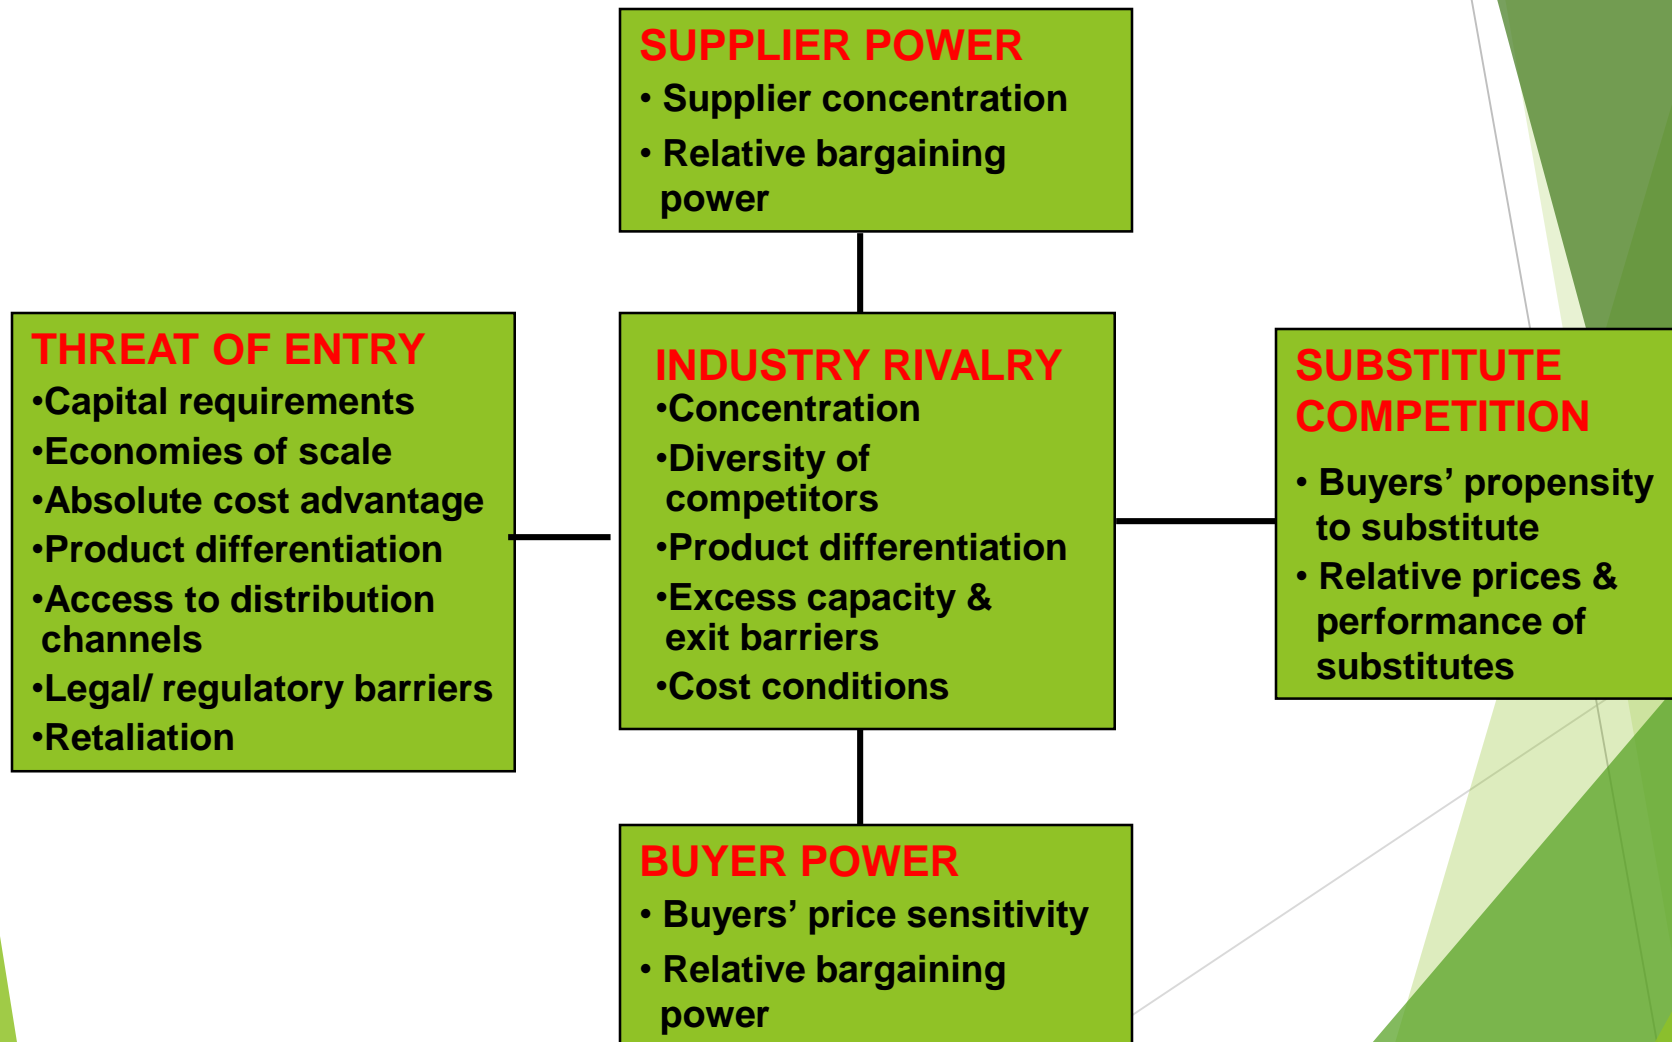 SUPPLIER POWER
• Supplier concentration
• Relative bargaining
power
THREAT OF ENTRY
•Capital requirements
•Economies of scale
•Absolute cost advantage
•Product differentiation
•Access to distribution
channels
•Legal/ regulatory barriers
•Retaliation
INDUSTRY RIVALRY
•Concentration
•Diversity of
competitors
•Product differentiation
•Excess capacity &
exit barriers
•Cost conditions
SUBSTITUTE
COMPETITION
• Buyers’ propensity
to substitute
• Relative prices &
performance of
substitutes
BUYER POWER
• Buyers’ price sensitivity
• Relative bargaining
power